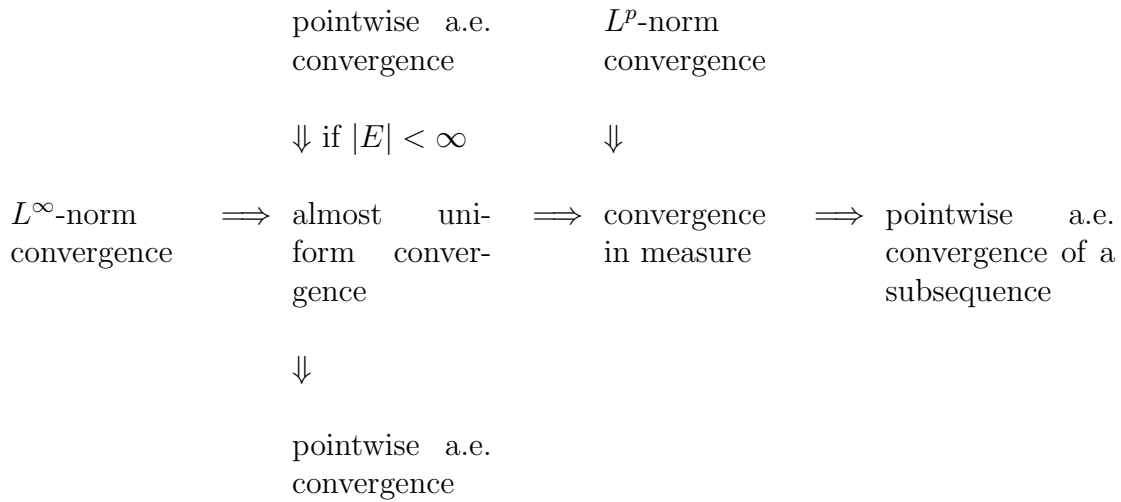 pointwise a.e. convergence
L^p-norm convergence
⇓ if |E| < ∞
⇓
L^∞-norm convergence
⟹
almost uni-
form conver-
gence
⟹
convergence
in measure
⟹
pointwise a.e.
convergence of a
subsequence
⇓
pointwise a.e.
convergence